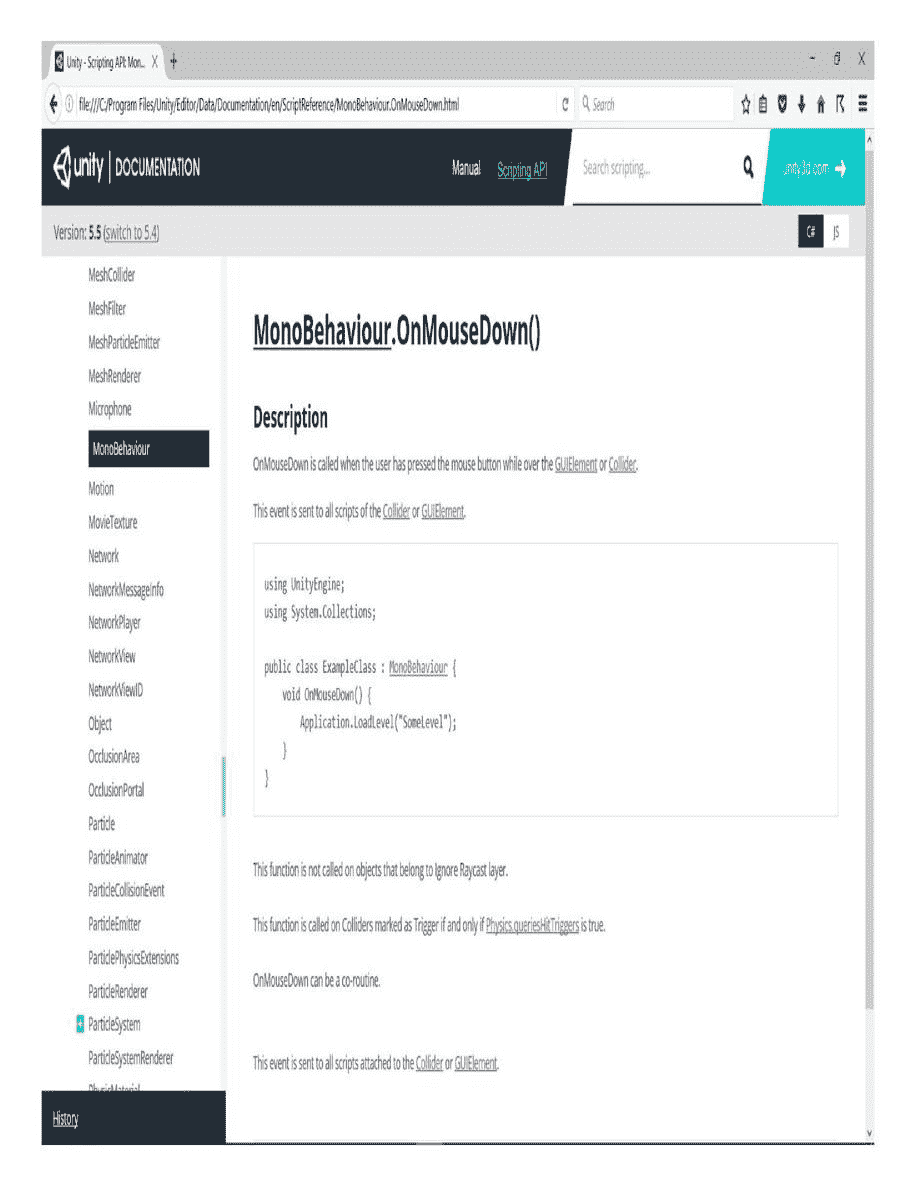 Unity - Scripting API: Mon...
file:///C:/Program Files/Unity/Editor/Data/Documentation/en/ScriptReference/MonoBehaviour.OnMouseDown.html
Search
unity | DOCUMENTATION
Manual
Scripting API
Search scripting...
unity3d.com
Version: 5.5 (switch to 5.4)
C#
JS
MeshCollider
MeshFilter
MeshParticleEmitter
MeshRenderer
Microphone
MonoBehaviour
Motion
MovieTexture
Network
NetworkMessageInfo
NetworkPlayer
NetworkView
NetworkViewID
Object
OcclusionArea
OcclusionPortal
Particle
ParticleAnimator
ParticleCollisionEvent
ParticleEmitter
ParticlePhysicsExtensions
ParticleRenderer
ParticleSystem
ParticleSystemRenderer
PhysicMaterial
History
MonoBehaviour.OnMouseDown()
Description
OnMouseDown is called when the user has pressed the mouse button while over the GUIElement or Collider.
This event is sent to all scripts of the Collider or GUIElement.
using UnityEngine;
using System.Collections;
public class ExampleClass : MonoBehaviour {
void OnMouseDown() {
Application.LoadLevel("SomeLevel");
}
}
This function is not called on objects that belong to Ignore Raycast layer.
This function is called on Colliders marked as Trigger if and only if Physics.queriesHitTriggers is true.
OnMouseDown can be a co-routine.
This event is sent to all scripts attached to the Collider or GUIElement.